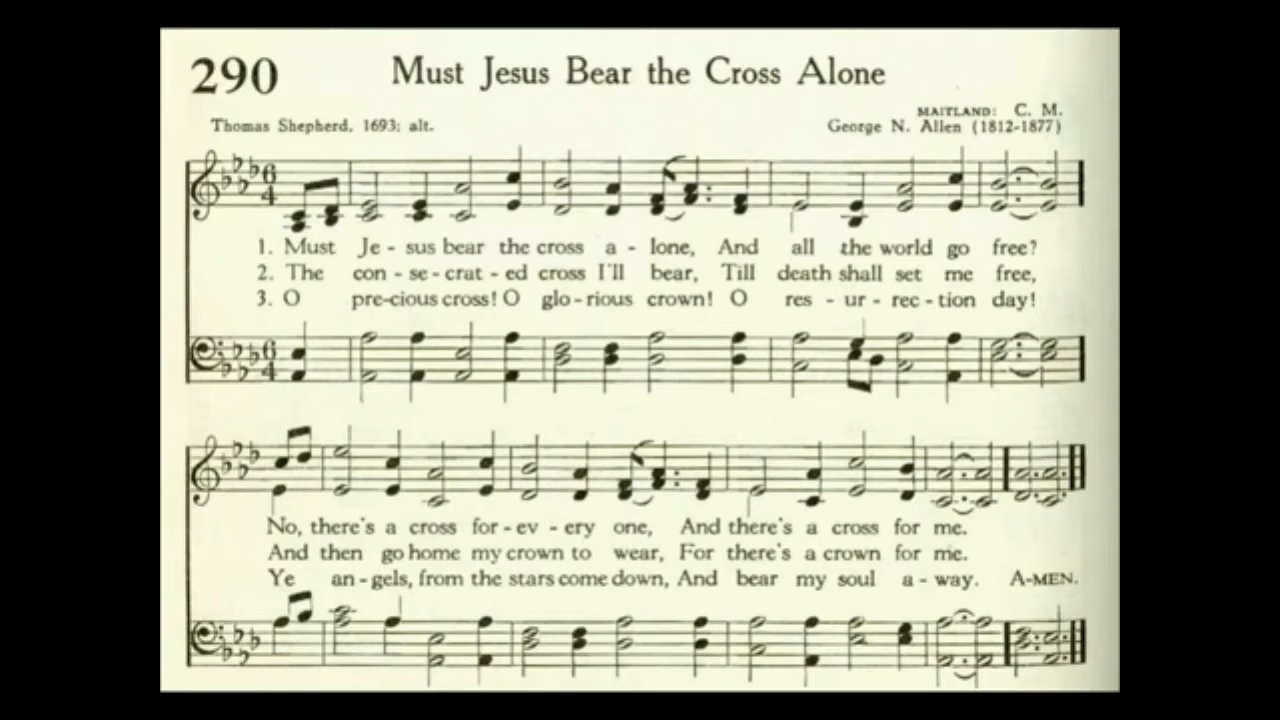 290
Must Jesus Bear the Cross Alone
MAITLAND: C. M.
Thomas Shepherd, 1693; alt.
George N. Allen (1812-1877)
6
4
1. Must Je - sus bear the cross a - lone, And all the world go free?
2. The con - se - crat - ed cross I'll bear, Till death shall set me free,
3. O pre-cious cross! O glo - rious crown! O res - ur - rec - tion day!
6
4
No, there's a cross for - ev - ery one, And there's a cross for me.
And then go home my crown to wear, For there's a crown for me.
Ye an - gels, from the stars come down, And bear my soul a - way. A-MEN.